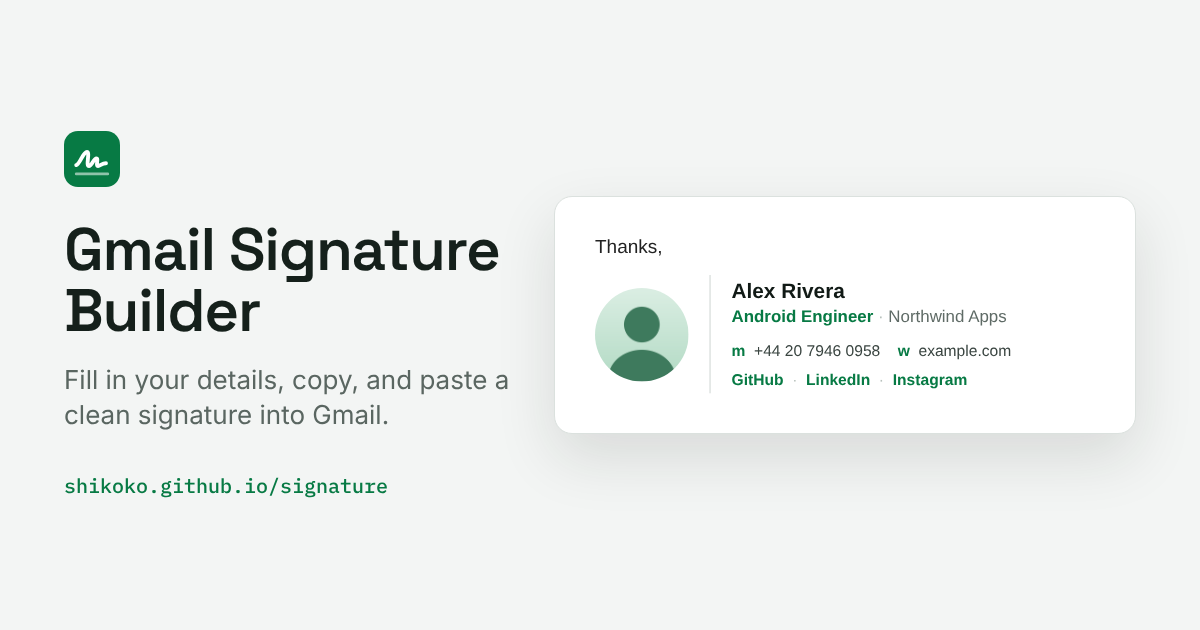 Gmail Signature
Builder
Fill in your details, copy, and paste a
clean signature into Gmail.
shikoko.github.io/signature
Thanks,
Alex Rivera
Android Engineer · Northwind Apps
m +44 20 7946 0958 w example.com
GitHub · LinkedIn · Instagram